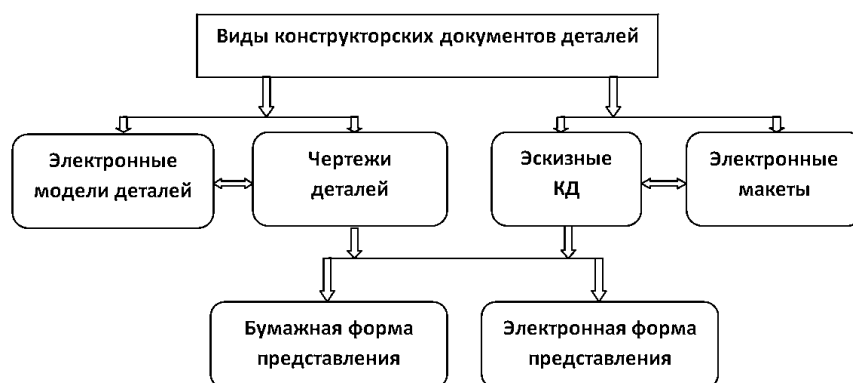 Виды конструкторских документов деталей
Электронные
модели деталей
Чертежи
деталей
Эскизные
КД
Электронные
макеты
Бумажная форма
представления
Электронная форма
представления